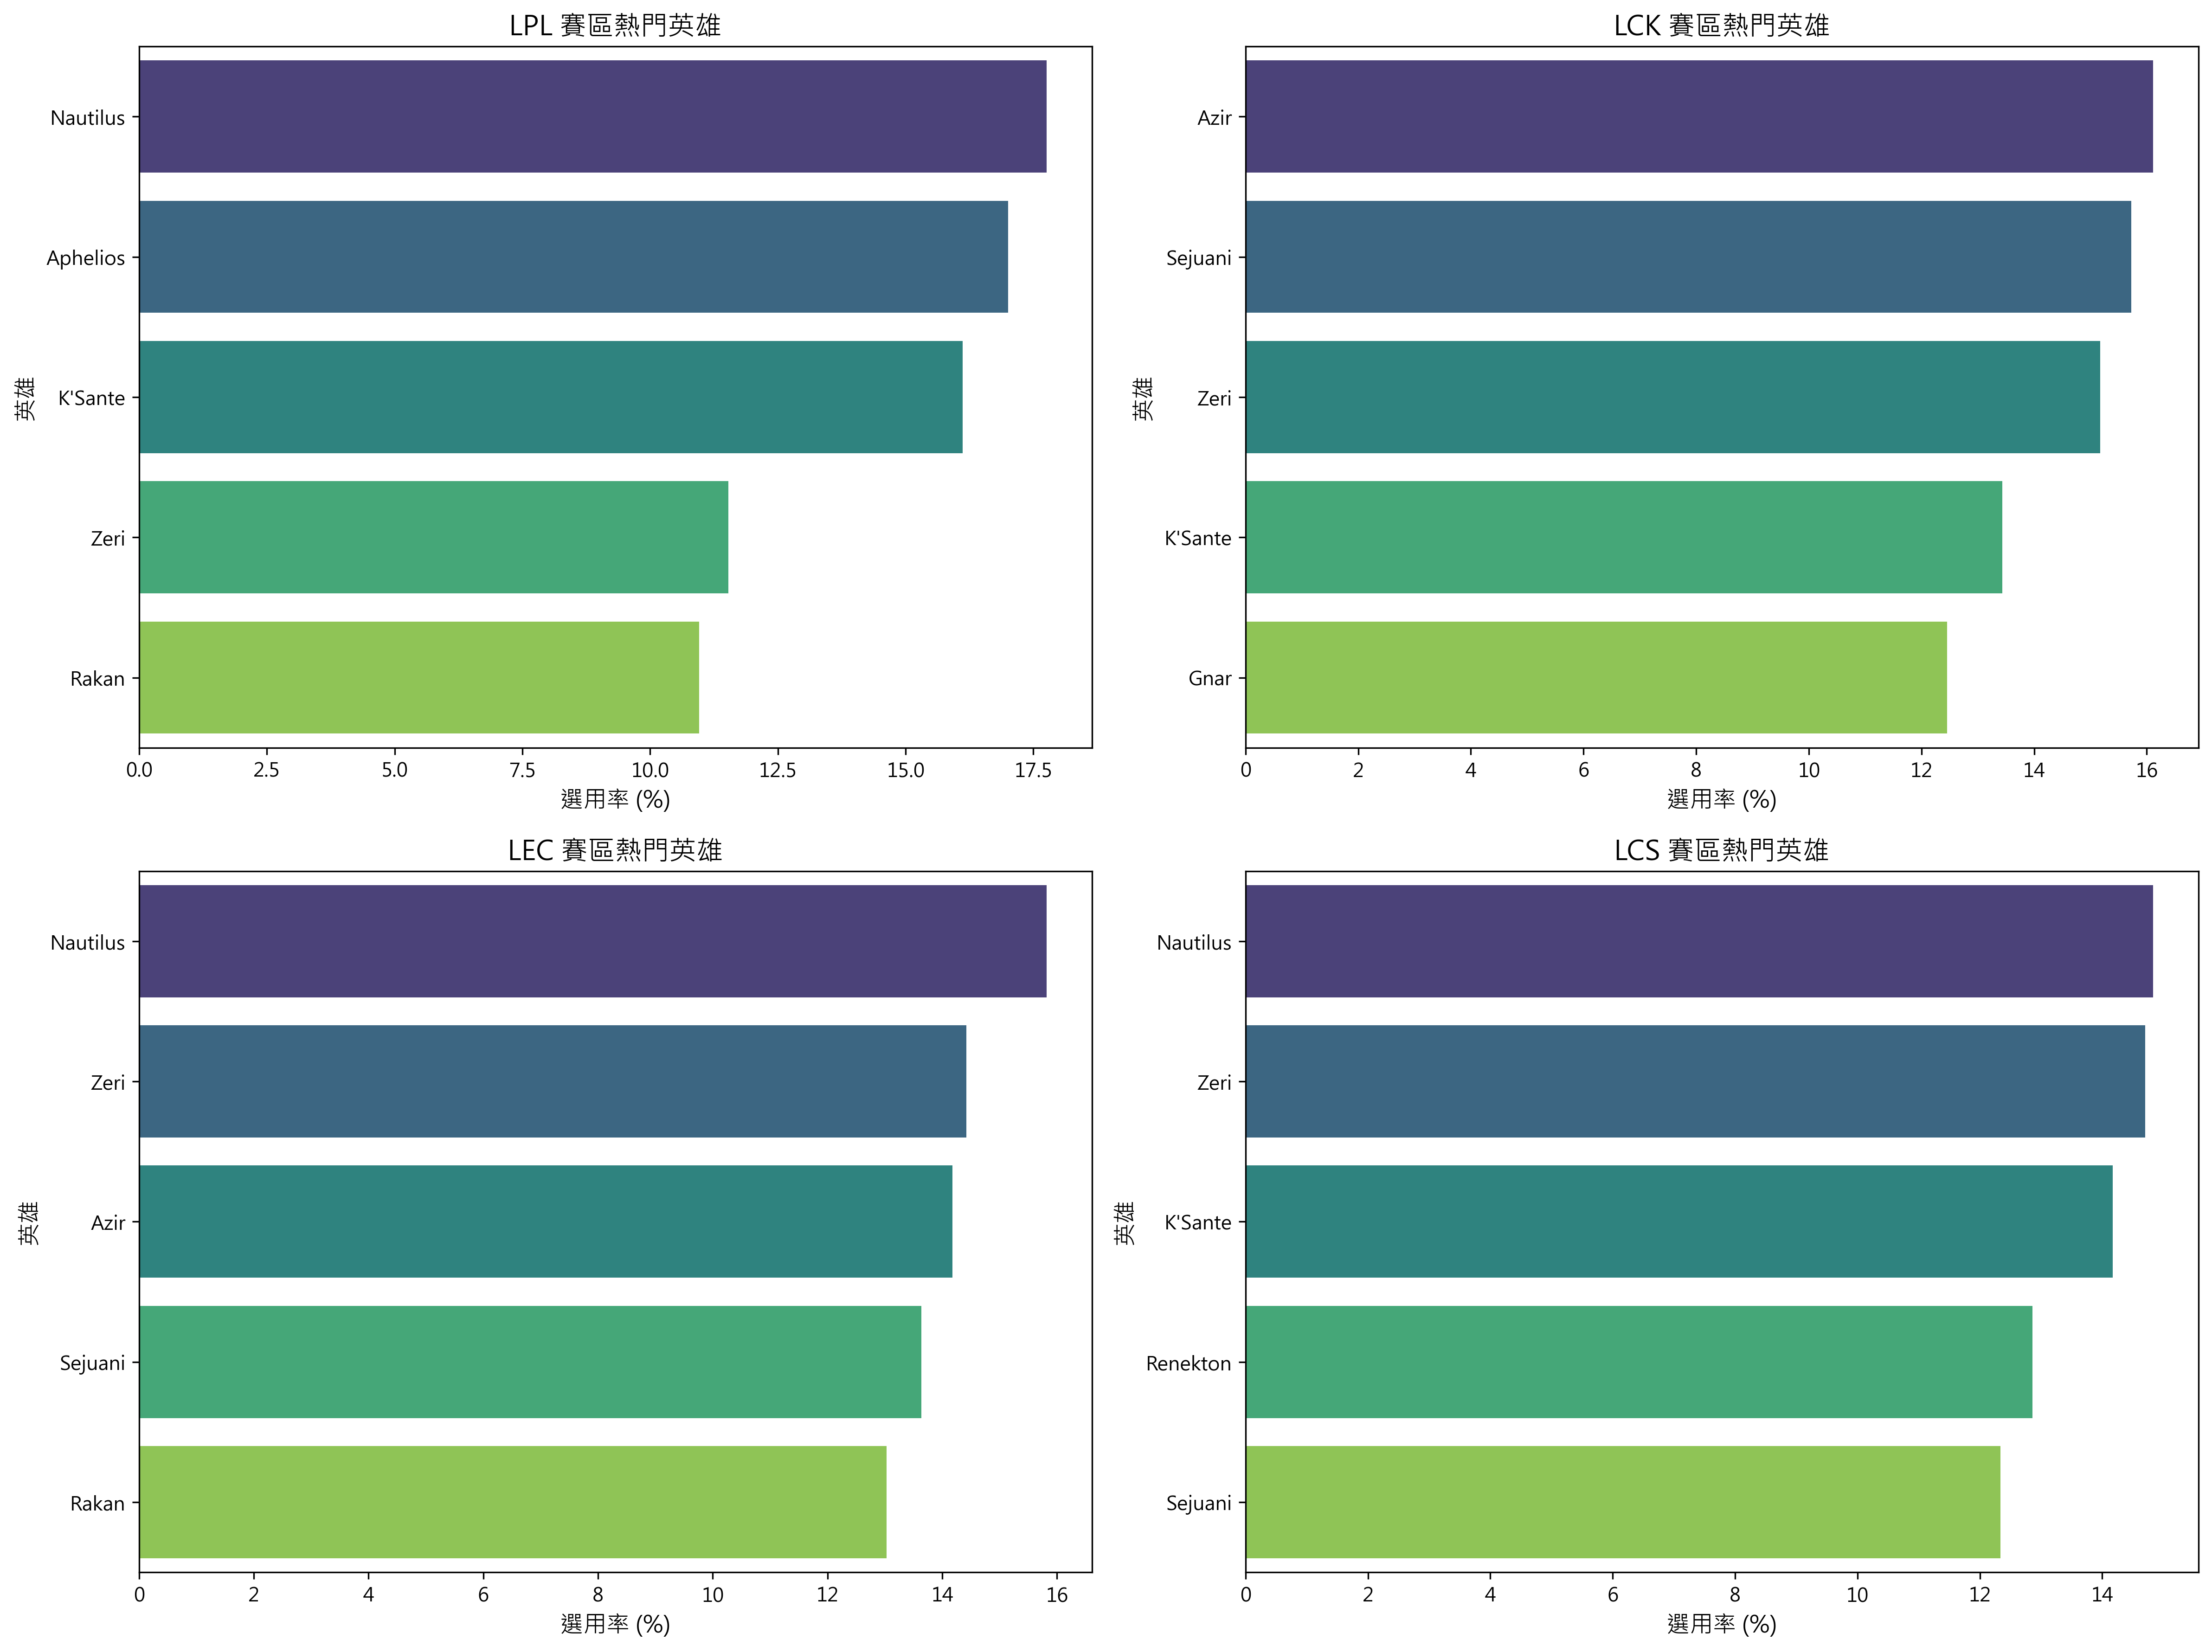 LPL 賽區熱門英雄
英雄
Nautilus
Aphelios
K'Sante
Zeri
Rakan
0.0 2.5 5.0 7.5 10.0 12.5 15.0 17.5
選用率 (%)
LCK 賽區熱門英雄
英雄
Azir
Sejuani
Zeri
K'Sante
Gnar
0 2 4 6 8 10 12 14 16
選用率 (%)
LEC 賽區熱門英雄
英雄
Nautilus
Zeri
Azir
Sejuani
Rakan
0 2 4 6 8 10 12 14 16
選用率 (%)
LCS 賽區熱門英雄
英雄
Nautilus
Zeri
K'Sante
Renekton
Sejuani
0 2 4 6 8 10 12 14
選用率 (%)